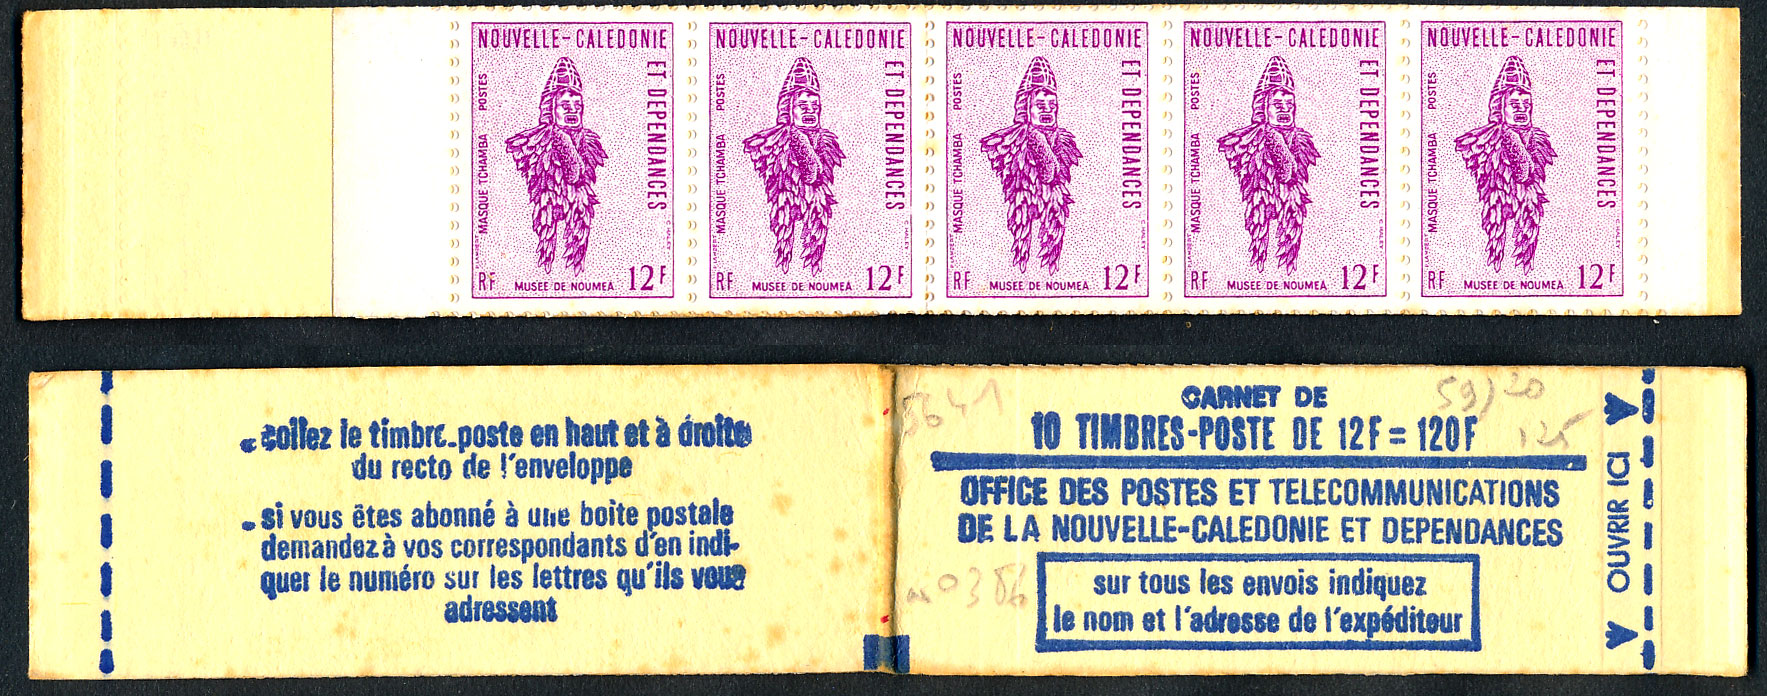 NOUVELLE-CALEDONIE
ET DEPENDANCES
POSTES
MASQUE TCHAMBA
RF
MUSEE DE NOUMEA
12F
NOUVELLE-CALEDONIE
ET DEPENDANCES
POSTES
MASQUE TCHAMBA
RF
MUSEE DE NOUMEA
12F
NOUVELLE-CALEDONIE
ET DEPENDANCES
POSTES
MASQUE TCHAMBA
RF
MUSEE DE NOUMEA
12F
NOUVELLE-CALEDONIE
ET DEPENDANCES
POSTES
MASQUE TCHAMBA
RF
MUSEE DE NOUMEA
12F
NOUVELLE-CALEDONIE
ET DEPENDANCES
POSTES
MASQUE TCHAMBA
RF
MUSEE DE NOUMEA
12F
- collez le timbre-poste en haut et à droite
du recto de l'enveloppe
- si vous êtes abonné à une boite postale
demandez à vos correspondants d'en indi-
quer le numéro sur les lettres qu'ils vous
adressent
5641
CARNET DE
59) 20
10 TIMBRES-POSTE DE 12F = 120F
125
OFFICE DES POSTES ET TELECOMMUNICATIONS
DE LA NOUVELLE-CALEDONIE ET DEPENDANCES
sur tous les envois indiquez
le nom et l'adresse de l'expéditeur
OUVRIR ICI